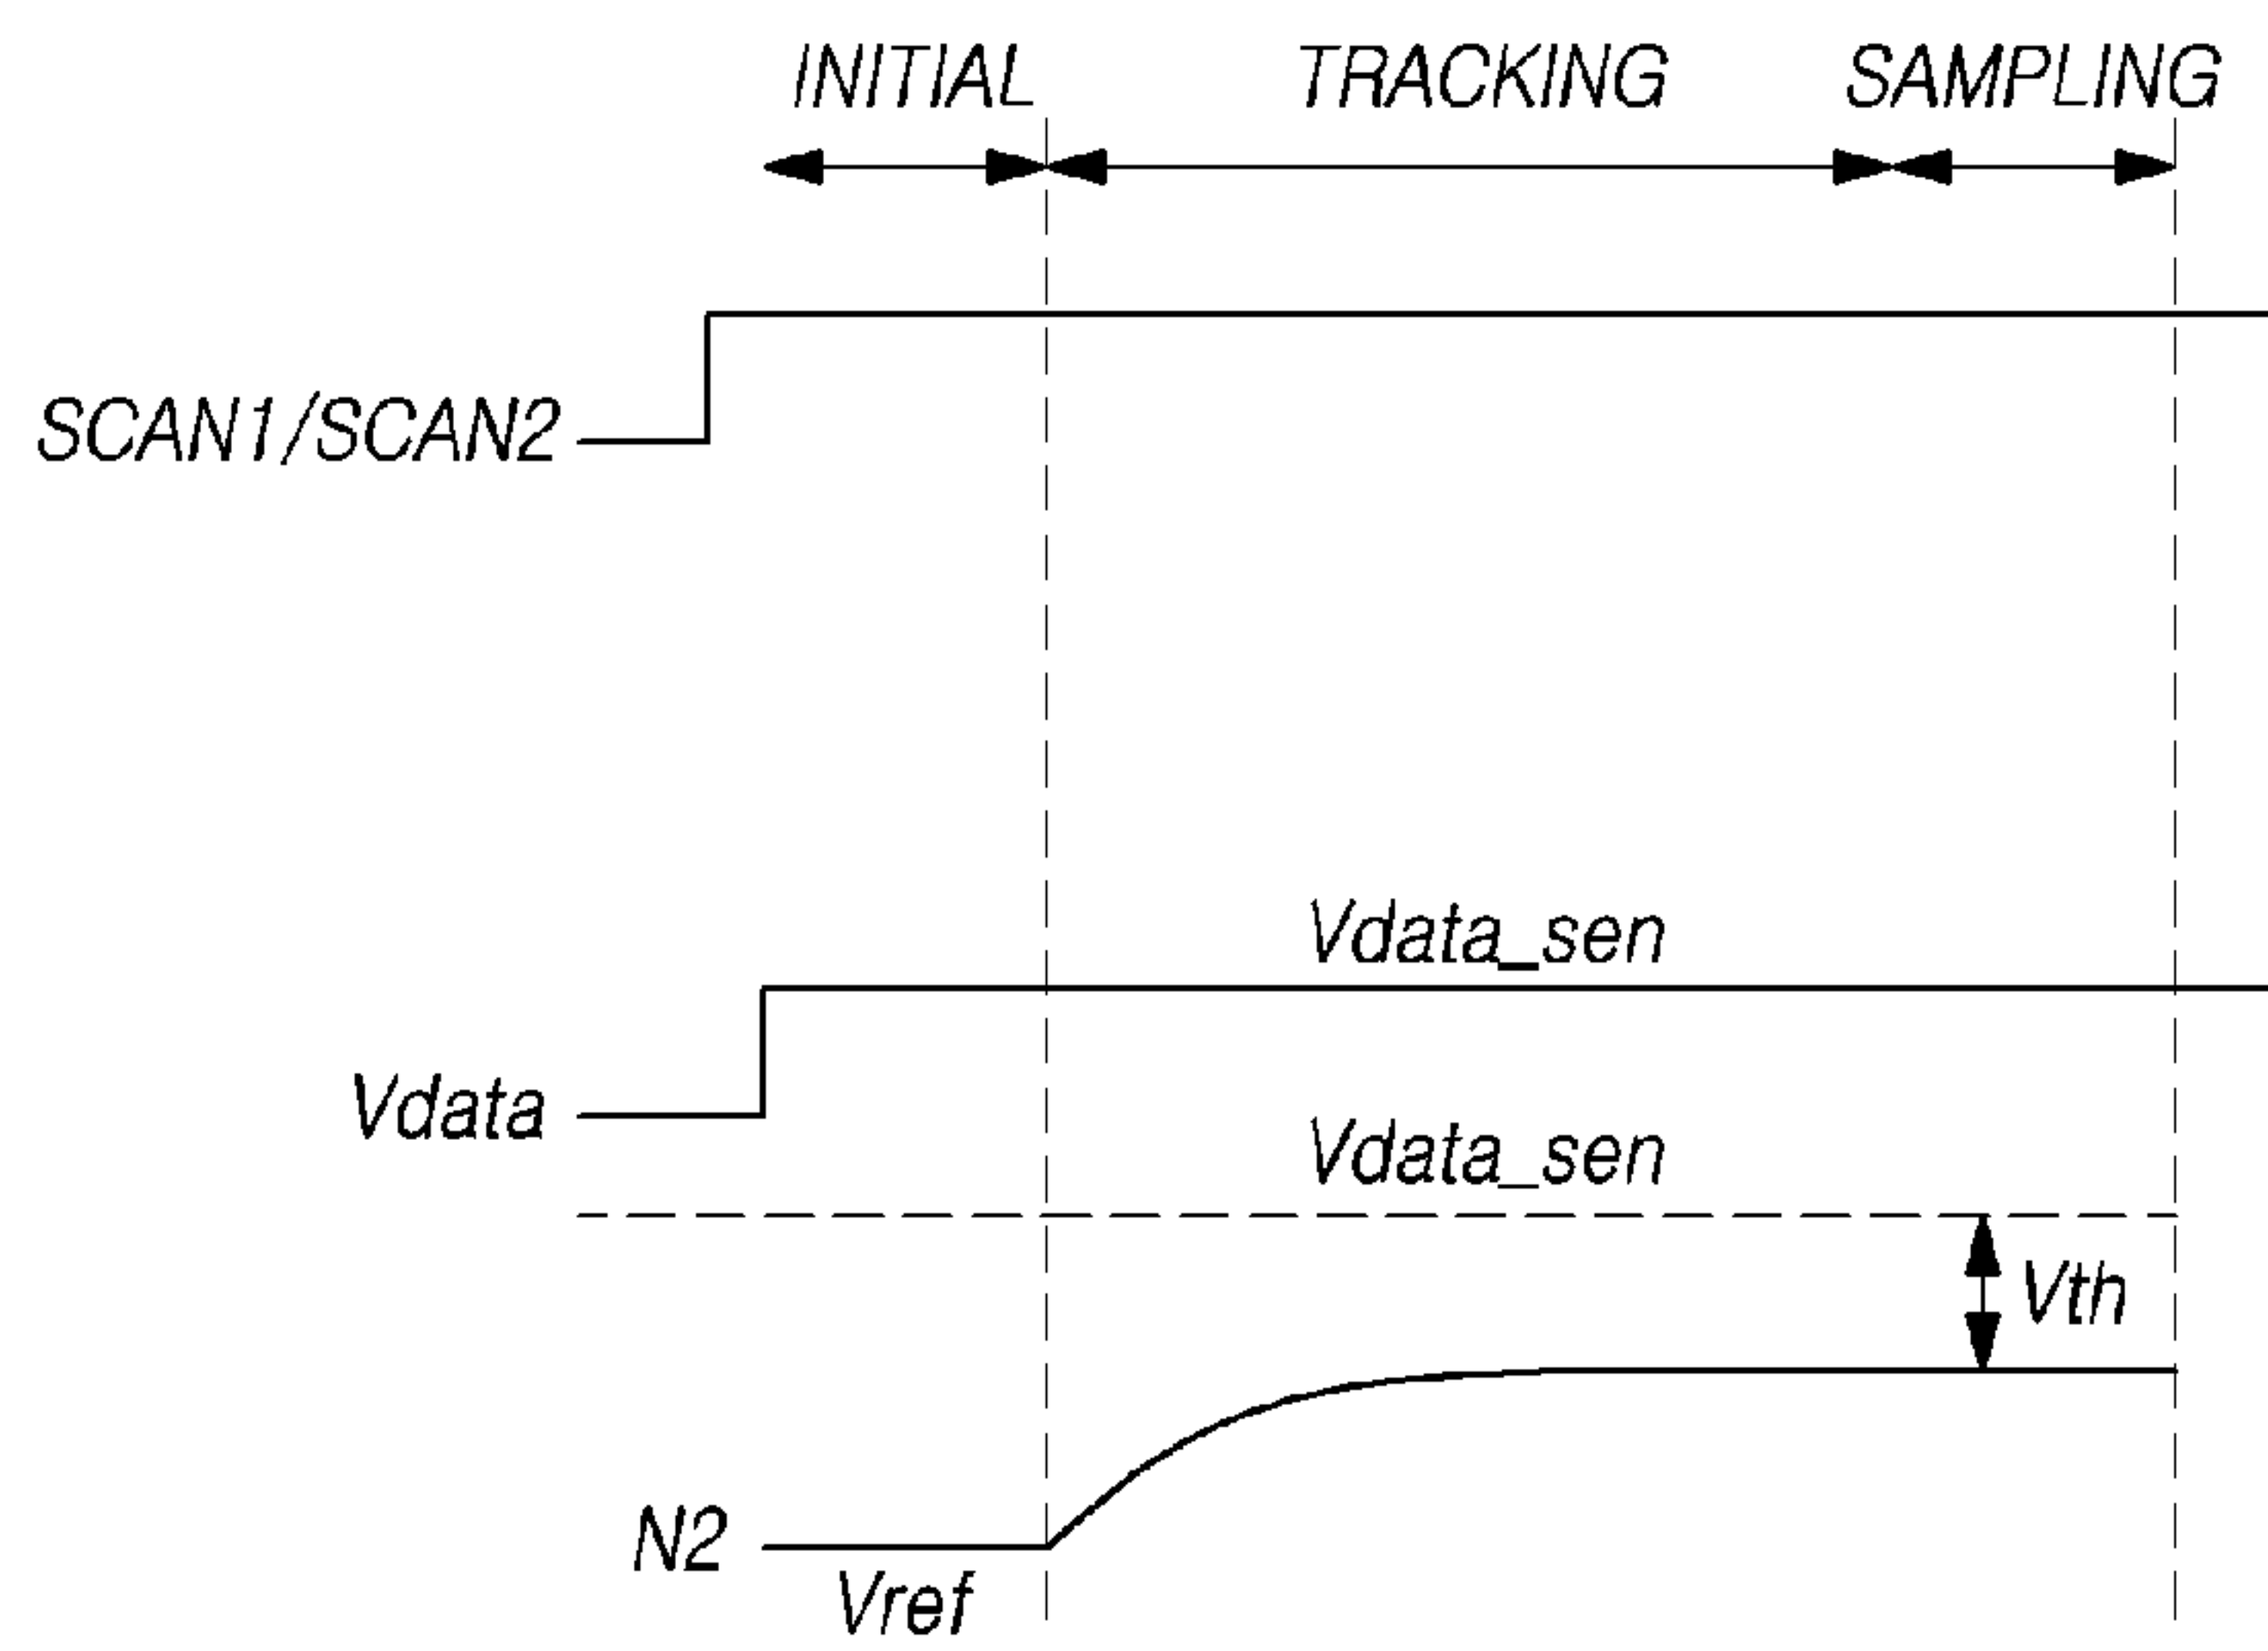 INITIAL TRACKING SAMPLING
SCAN1/SCAN2
Vdata_sen
Vdata
Vdata_sen
Vth
N2
Vref